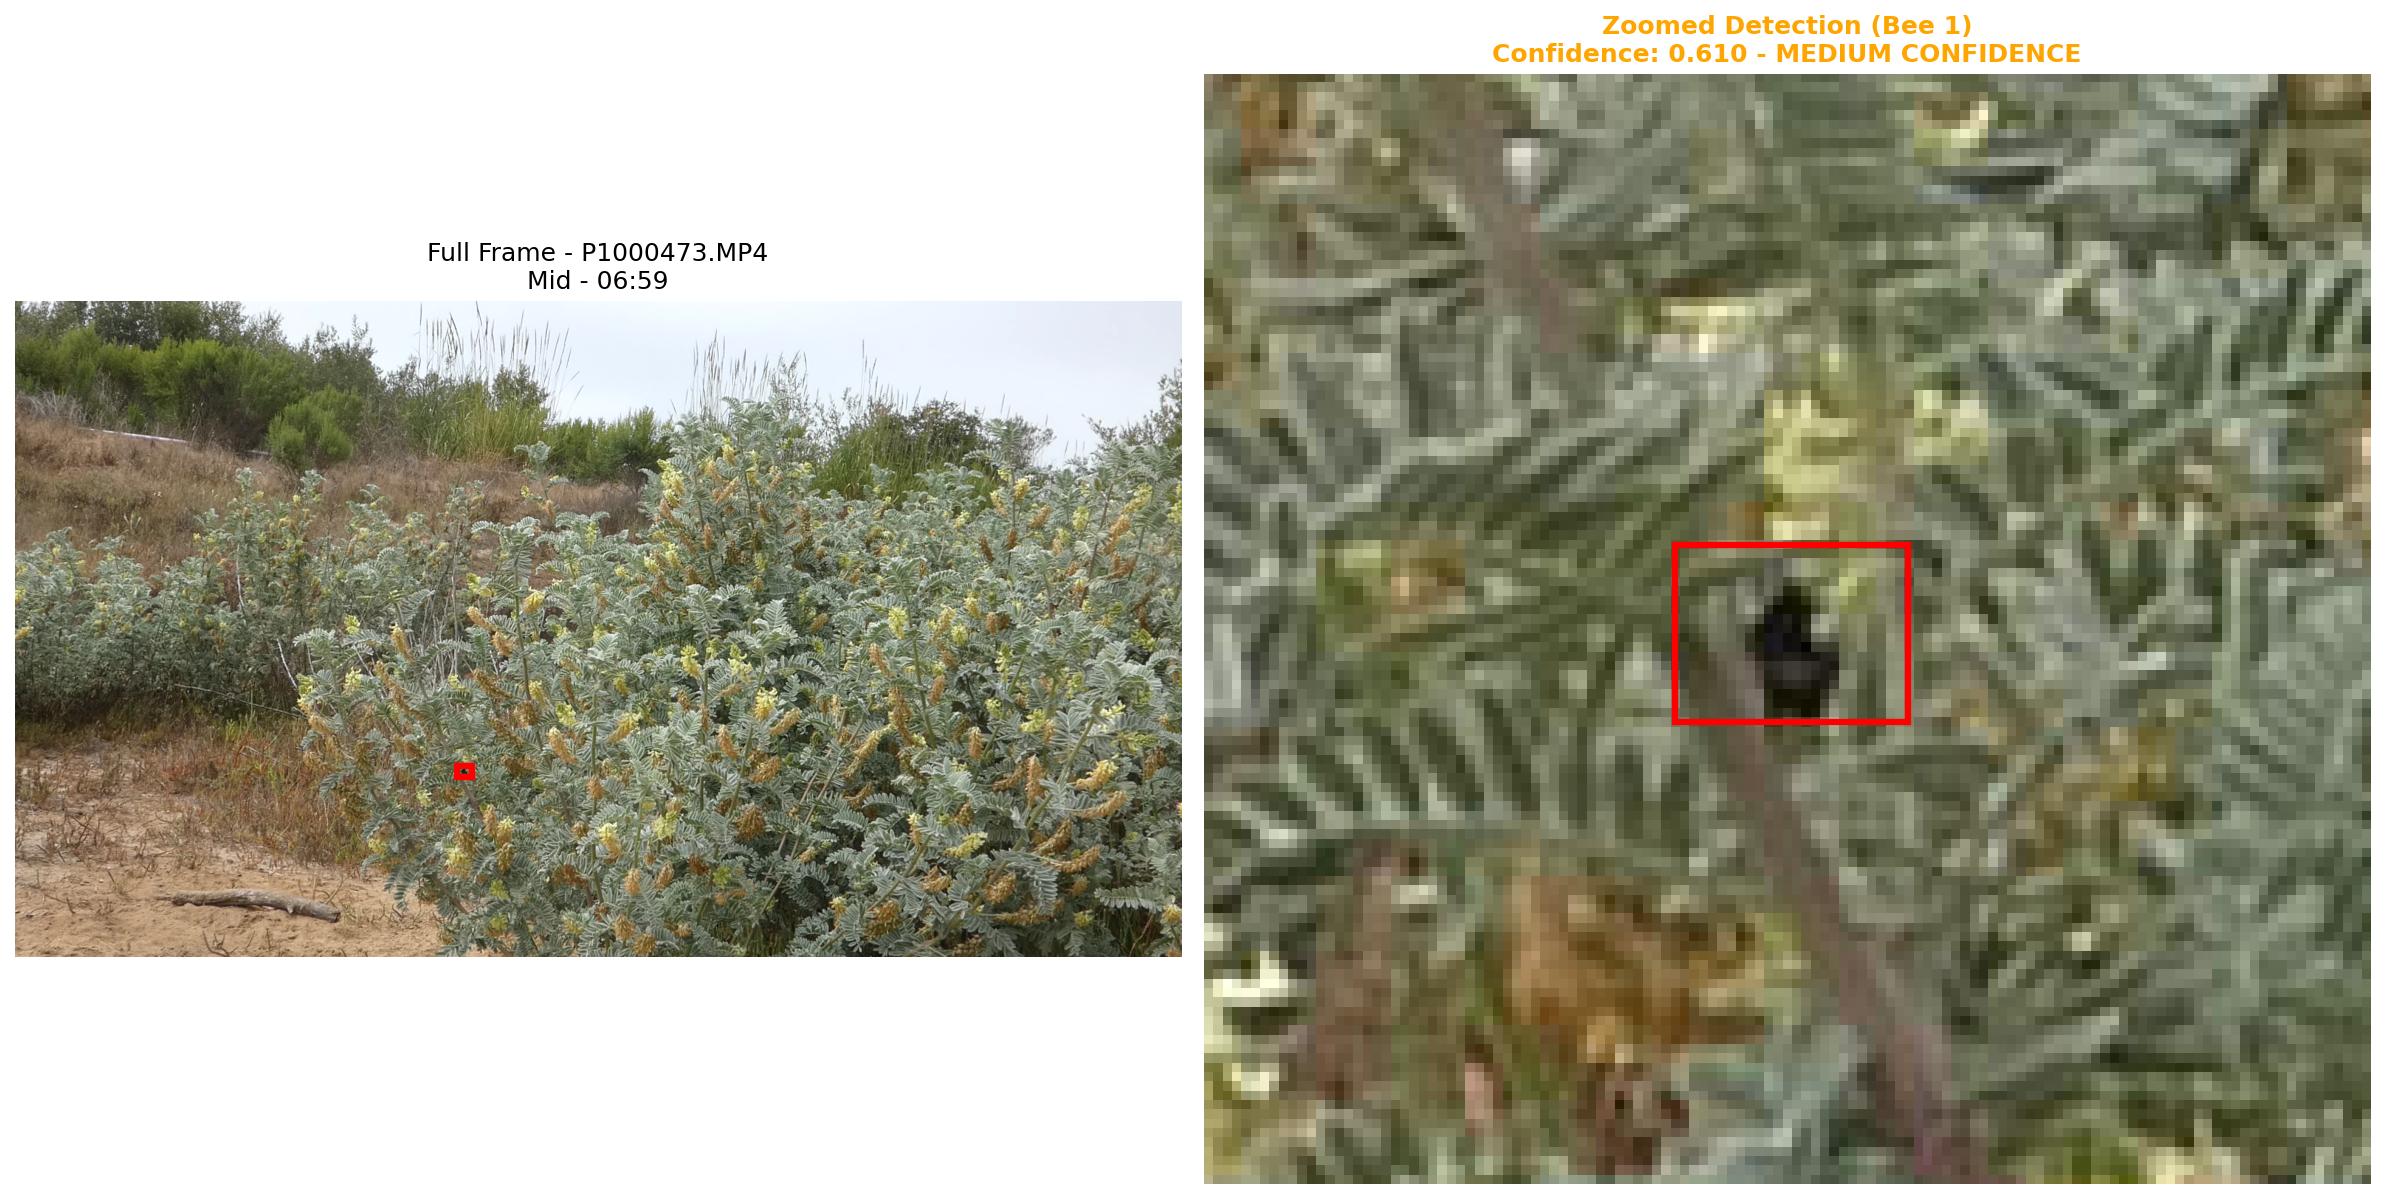 Full Frame - P1000473.MP4
Mid - 06:59
Zoomed Detection (Bee 1)
Confidence: 0.610 - MEDIUM CONFIDENCE